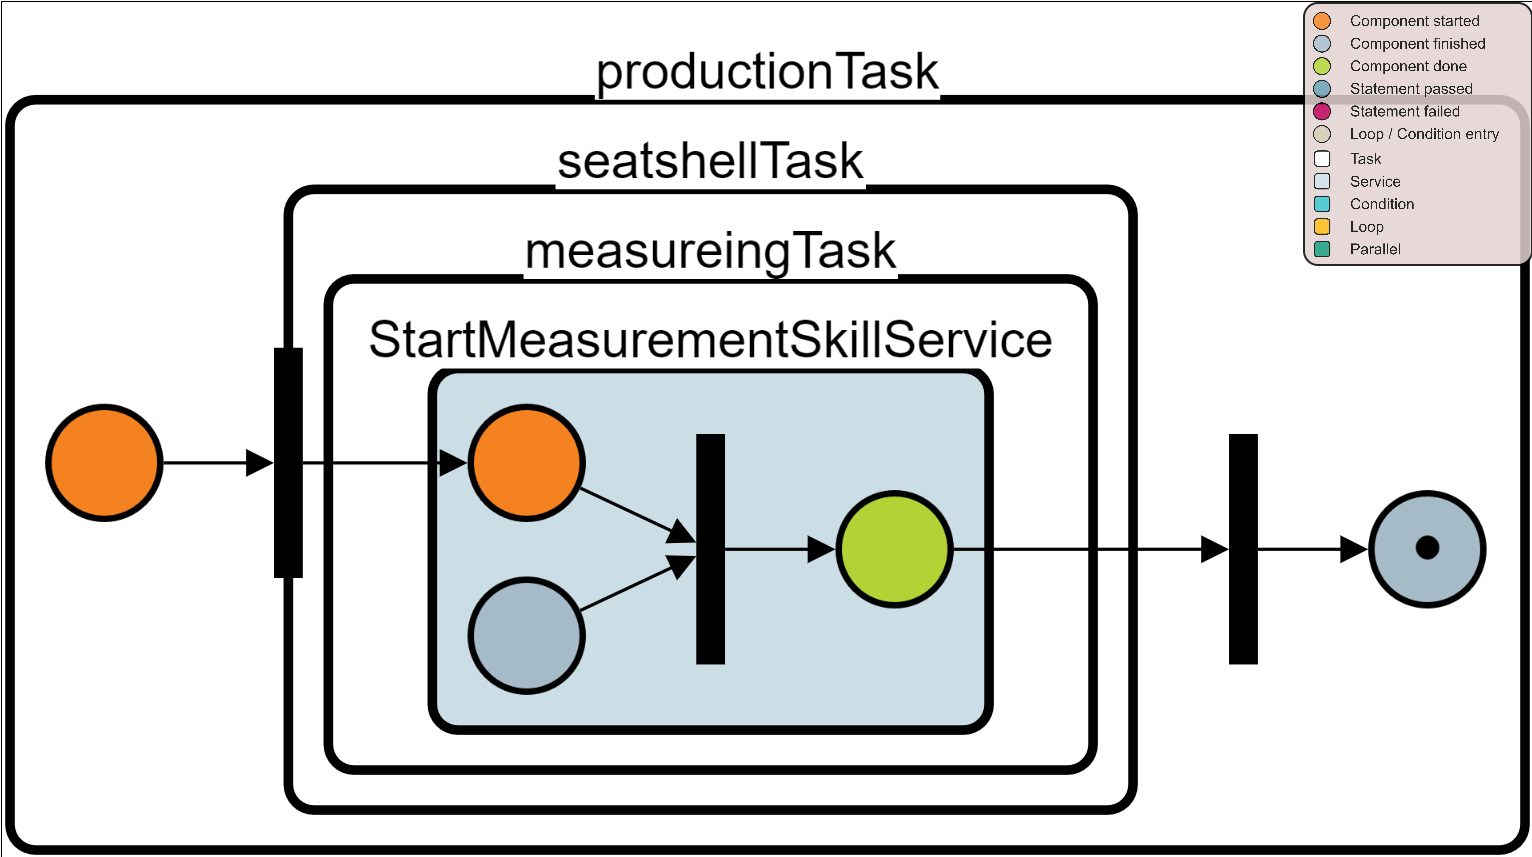 productionTask
seatshellTask
measureingTask
StartMeasurementSkillService
Component started
Component finished
Component done
Statement passed
Statement failed
Loop / Condition entry
Task
Service
Condition
Loop
Parallel